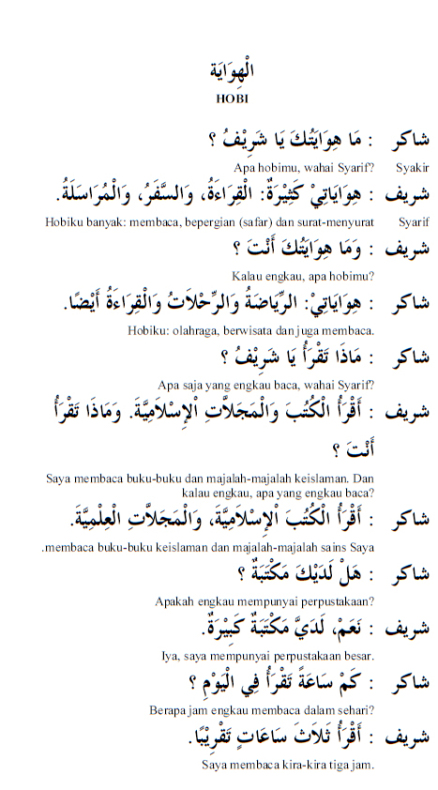 الْهِوَايَة
HOBI
شاكر : مَا هِوَايَتُكَ يَا شَرِيْفُ ؟
Apa hobimu, wahai Syarif? Syakir
شريف : هِوَايَاتِيْ كَثِيْرَةٌ: الْقِرَاءَةُ، وَالسَّفَرُ، وَالْمُرَاسَلَةُ.
Hobiku banyak: membaca, bepergian (safar) dan surat-menyurat Syarif
شريف : وَمَا هِوَايَتُكَ أَنْتَ ؟
Kalau engkau, apa hobimu?
شاكر : هِوَايَاتِيْ: الرِّيَاضَةُ وَالرِّحْلَاتُ وَالْقِرَاءَةُ أَيْضًا.
Hobiku: olahraga, berwisata dan juga membaca.
شاكر : مَاذَا تَقْرَأُ يَا شَرِيْفُ ؟
Apa saja yang engkau baca, wahai Syarif?
شريف : أَقْرَأُ الْكُتُبَ وَالْمَجَلَّاتِ الْإِسْلَامِيَّةَ. وَمَاذَا تَقْرَأُ
أَنْتَ ؟
Saya membaca buku-buku dan majalah-majalah keislaman. Dan
kalau engkau, apa yang engkau baca?
شاكر : أَقْرَأُ الْكُتُبَ الْإِسْلَامِيَّةَ، وَالْمَجَلَّاتِ الْعِلْمِيَّةَ.
.membaca buku-buku keislaman dan majalah-majalah sains Saya
شاكر : هَلْ لَدَيْكَ مَكْتَبَةٌ ؟
Apakah engkau mempunyai perpustakaan?
شريف : نَعَمْ، لَدَيَّ مَكْتَبَةٌ كَبِيْرَةٌ.
Iya, saya mempunyai perpustakaan besar.
شاكر : كَمْ سَاعَةً تَقْرَأُ فِي الْيَوْمِ ؟
Berapa jam engkau membaca dalam sehari?
شريف : أَقْرَأُ ثَلَاثَ سَاعَاتٍ تَقْرِيْبًا.
Saya membaca kira-kira tiga jam.